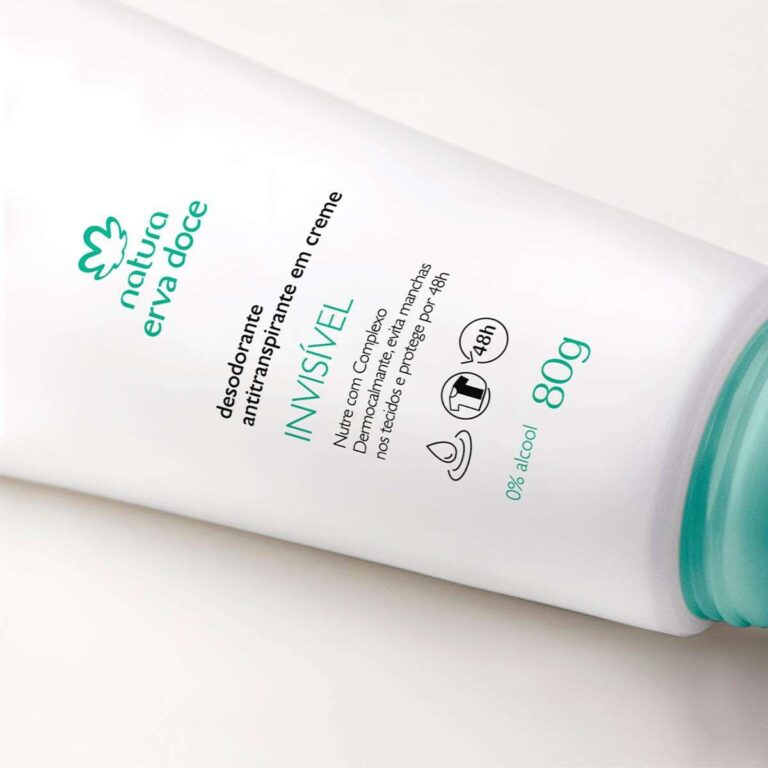 natura
erva doce
desodorante
antitranspirante em creme
INVISÍVEL
Nutre com Complexo
Dermocalmante, evita manchas
nos tecidos e protege por 48h
48h
0% alcool 80g